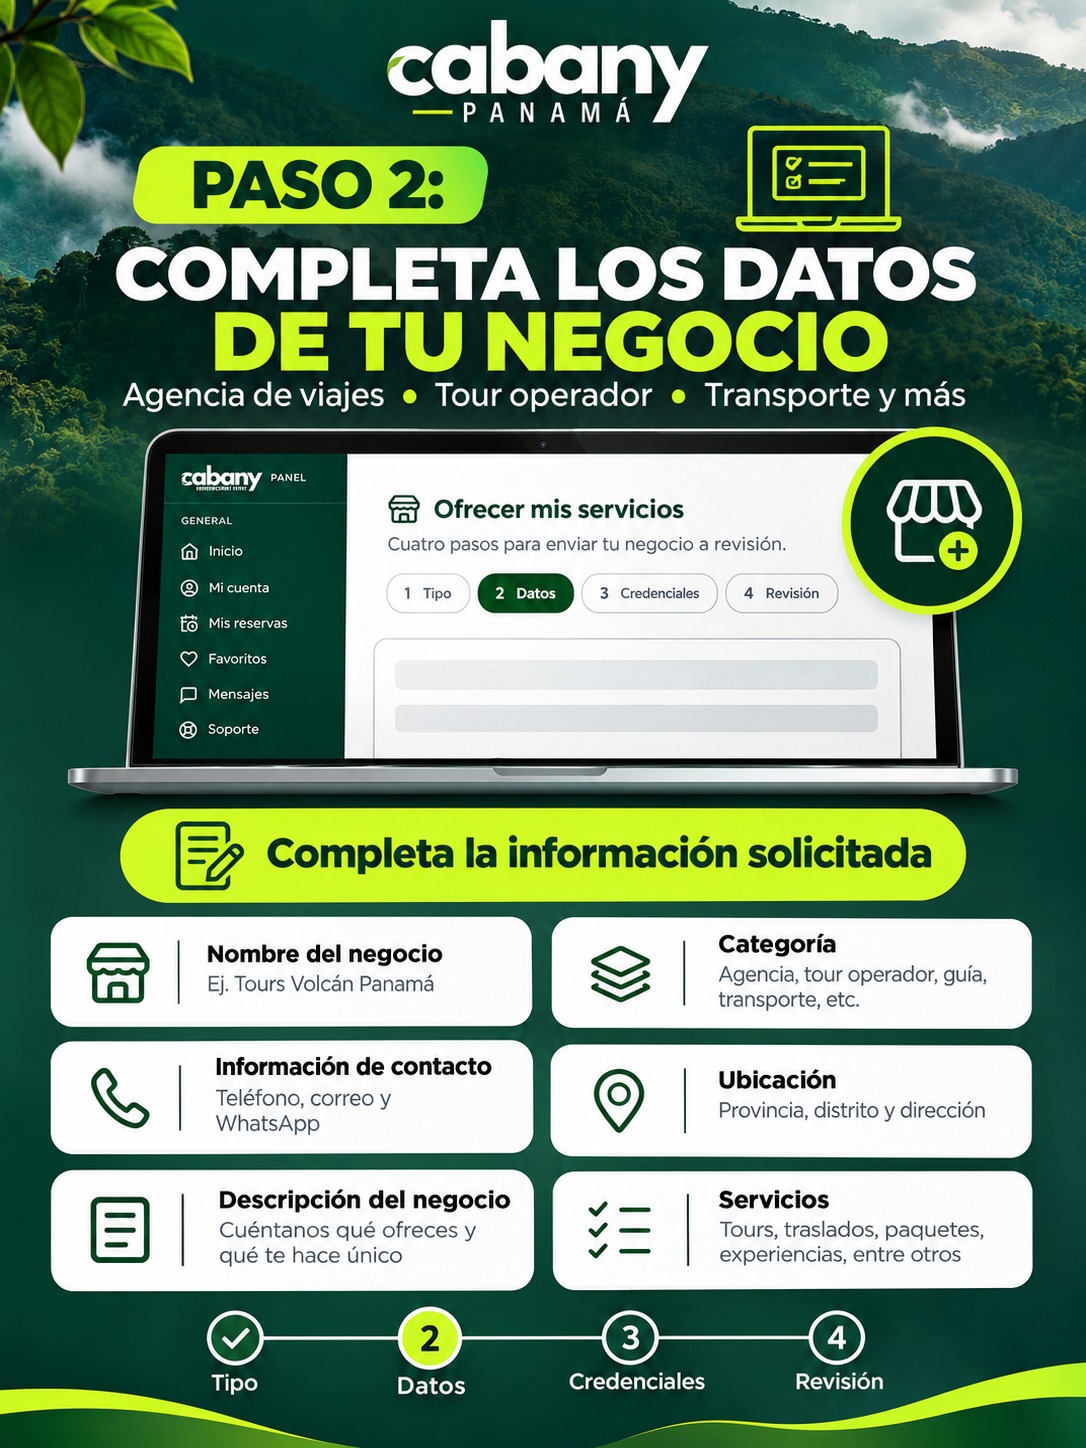 cabany
PANAMÁ
PASO 2:
COMPLETA LOS DATOS
DE TU NEGOCIO
Agencia de viajes • Tour operador • Transporte y más
cabany PANEL
GENERAL
Inicio
Mi cuenta
Mis reservas
Favoritos
Mensajes
Soporte
Ofrecer mis servicios
Cuatro pasos para enviar tu negocio a revisión.
1 Tipo
2 Datos
3 Credenciales
4 Revisión
Completa la información solicitada
Nombre del negocio
Ej. Tours Volcán Panamá
Categoría
Agencia, tour operador, guía,
transporte, etc.
Información de contacto
Teléfono, correo y
WhatsApp
Ubicación
Provincia, distrito y dirección
Descripción del negocio
Cuéntanos qué ofreces y
qué te hace único
Servicios
Tours, traslados, paquetes,
experiencias, entre otros
2
3
4
Tipo
Datos
Credenciales
Revisión